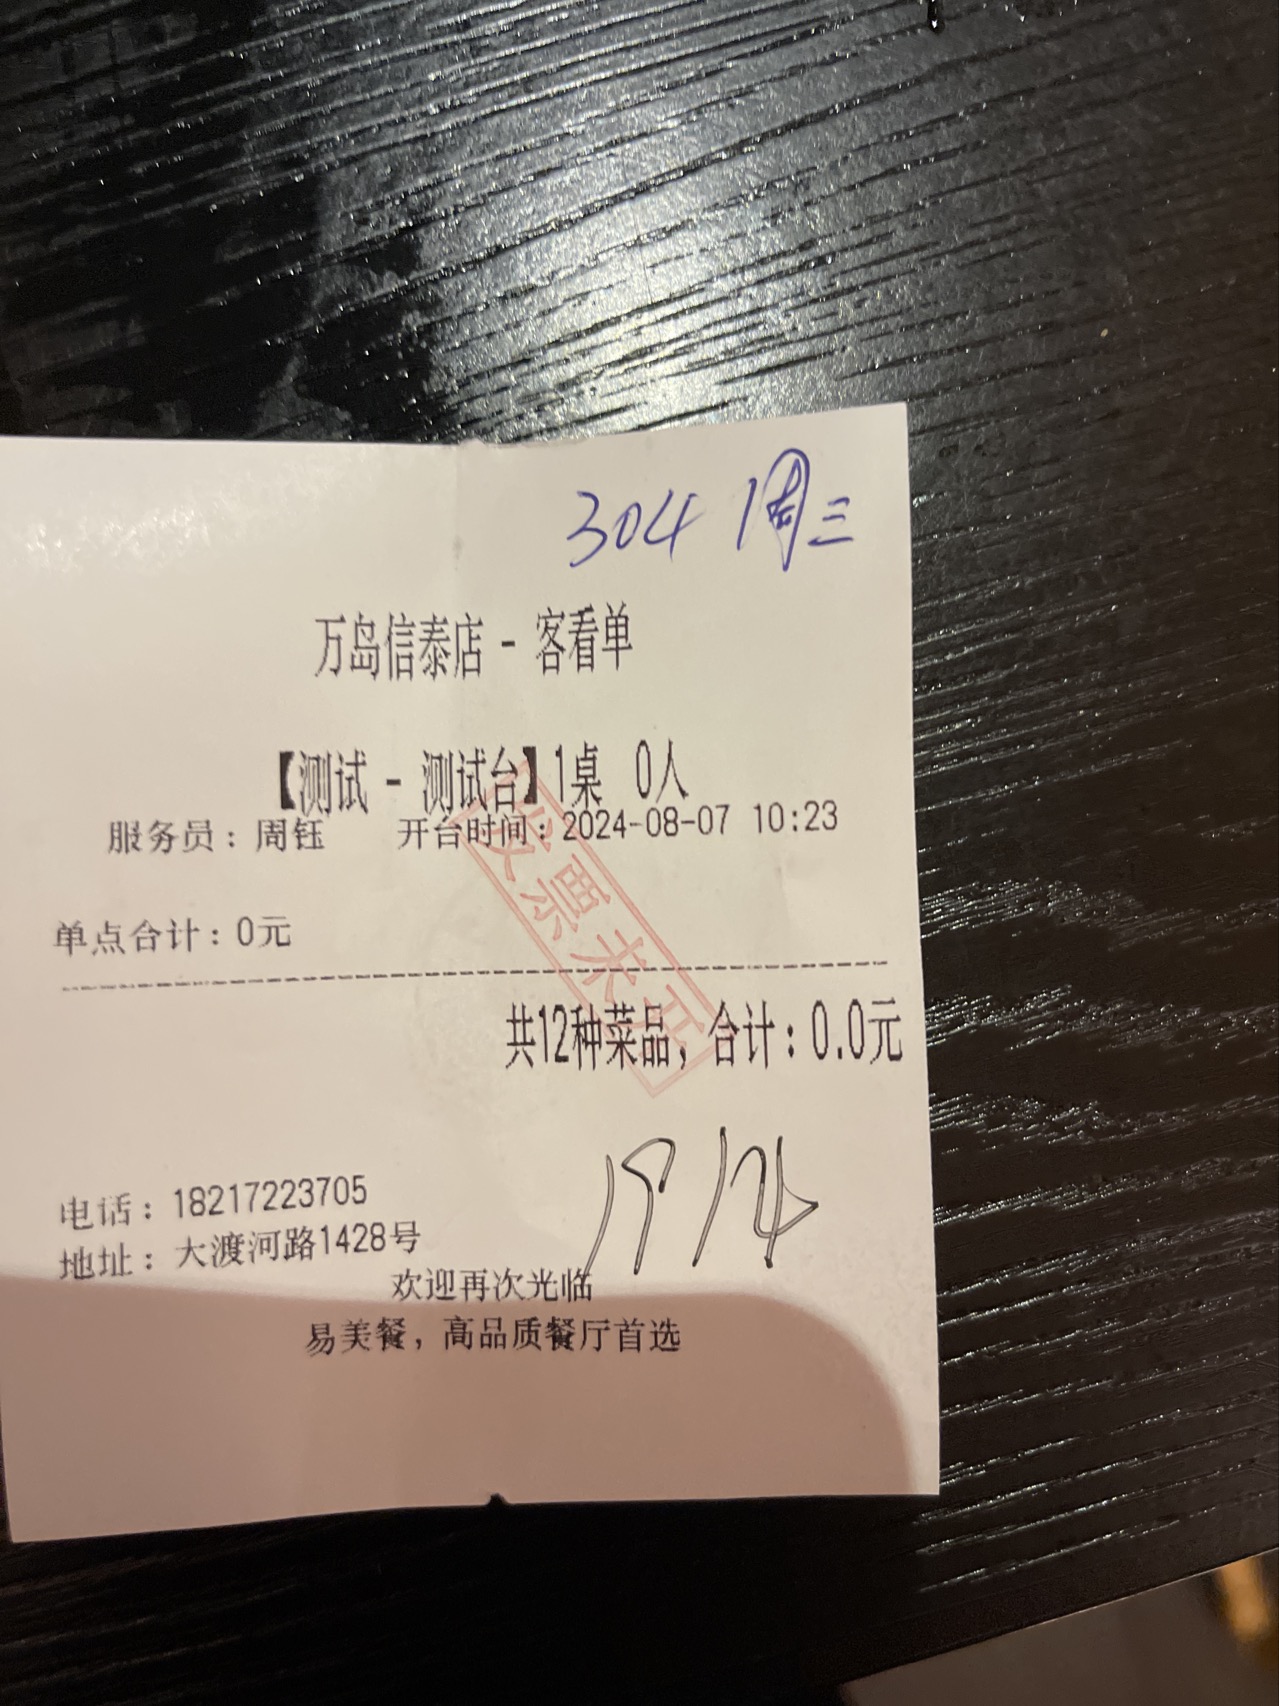 304 周三
万岛信泰店 - 客看单
【测试 - 测试台】1桌 0人
服务员：周钰 开台时间：2024-08-07 10:23
单点合计：0元
发票未开
共12种菜品，合计：0.0元
电话：18217223705
地址：大渡河路1428号
欢迎再次光临
易美餐，高品质餐厅首选